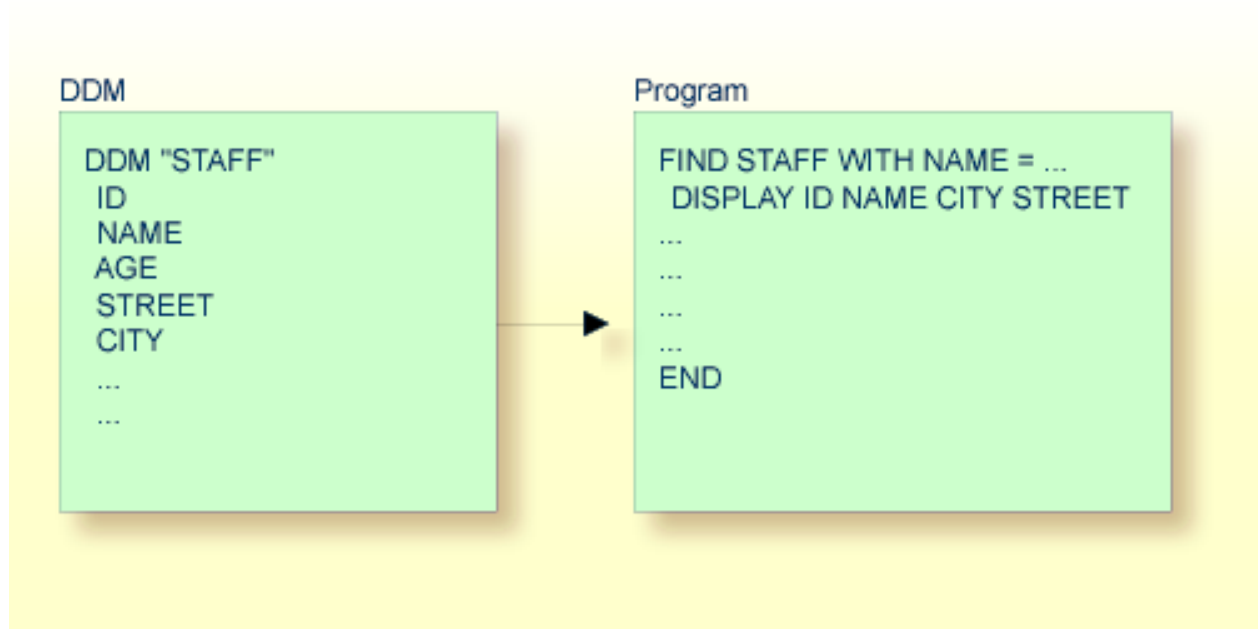 DDM
DDM "STAFF"
ID
NAME
AGE
STREET
CITY
...
...
Program
FIND STAFF WITH NAME = ...
DISPLAY ID NAME CITY STREET
...
...
...
...
END